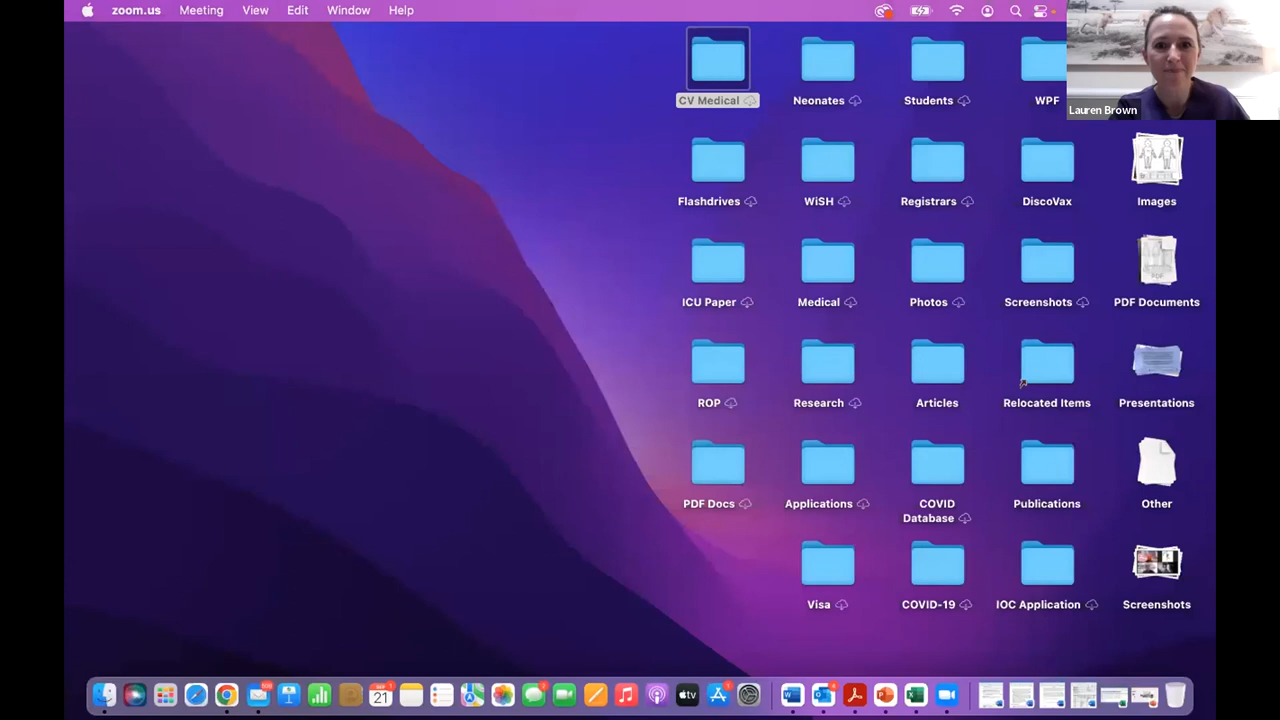 zoom.us Meeting View Edit Window Help
Lauren Brown
CV Medical Neonates Students WPF
Flashdrives WiSH Registrars DiscoVax Images
ICU Paper Medical Photos Screenshots PDF Documents
ROP Research Articles Relocated Items Presentations
PDF Docs Applications COVID Publications Other
Database
Visa COVID-19 IOC Application Screenshots
21
tv